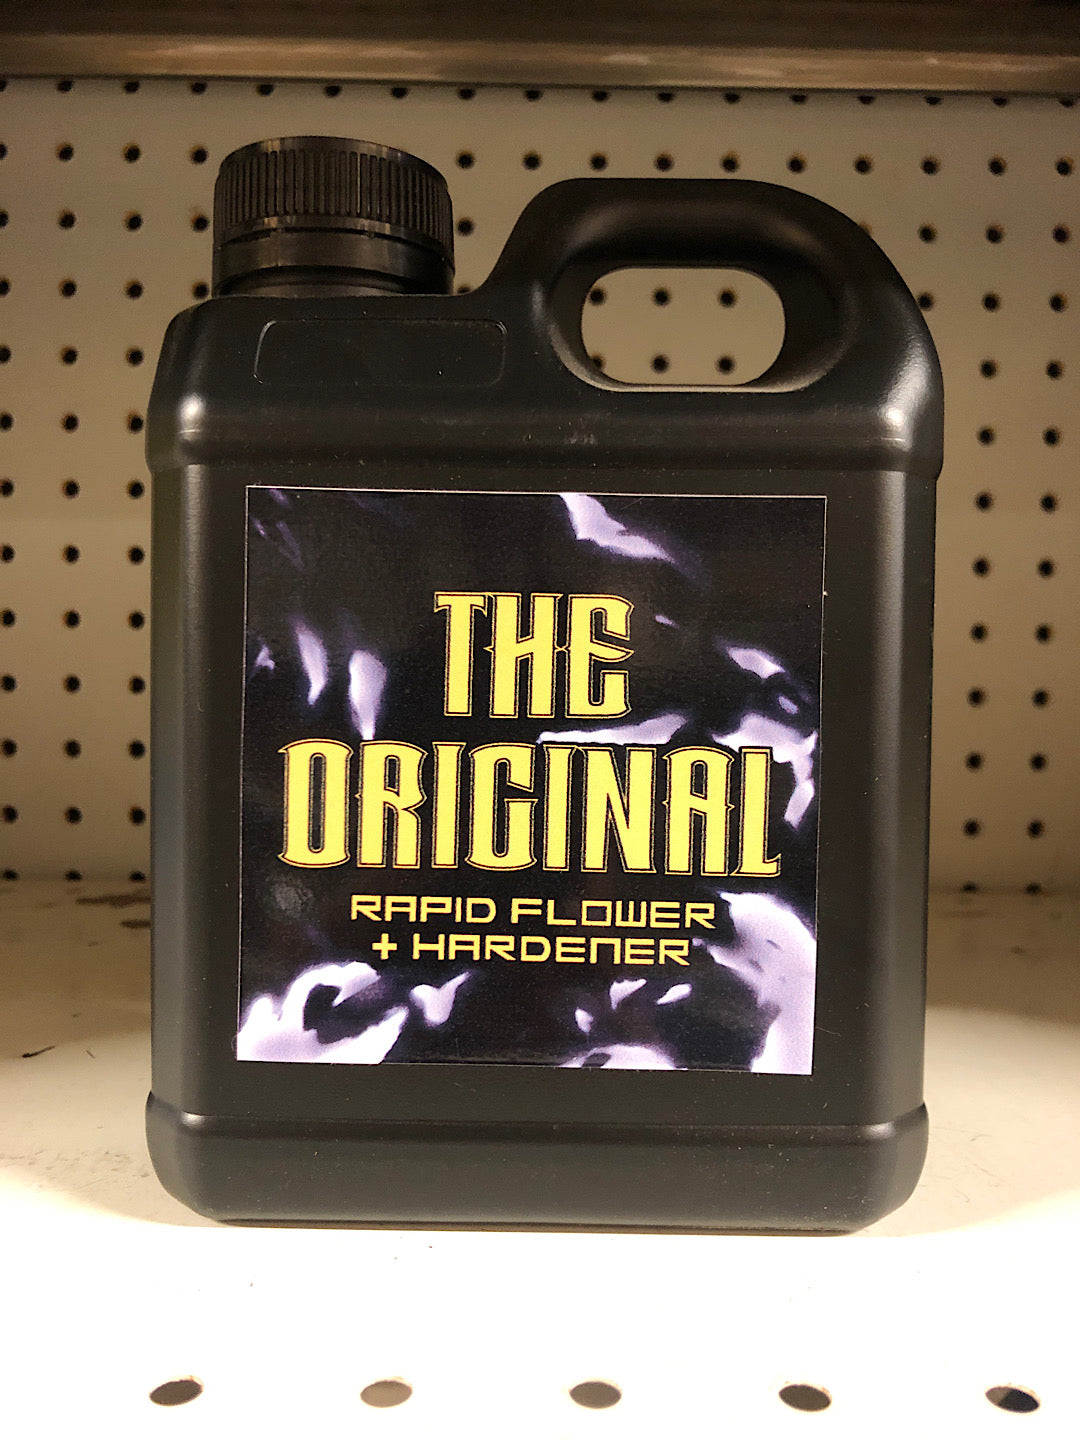 THE
ORIGINAL
RAPID FLOWER
+ HARDENER